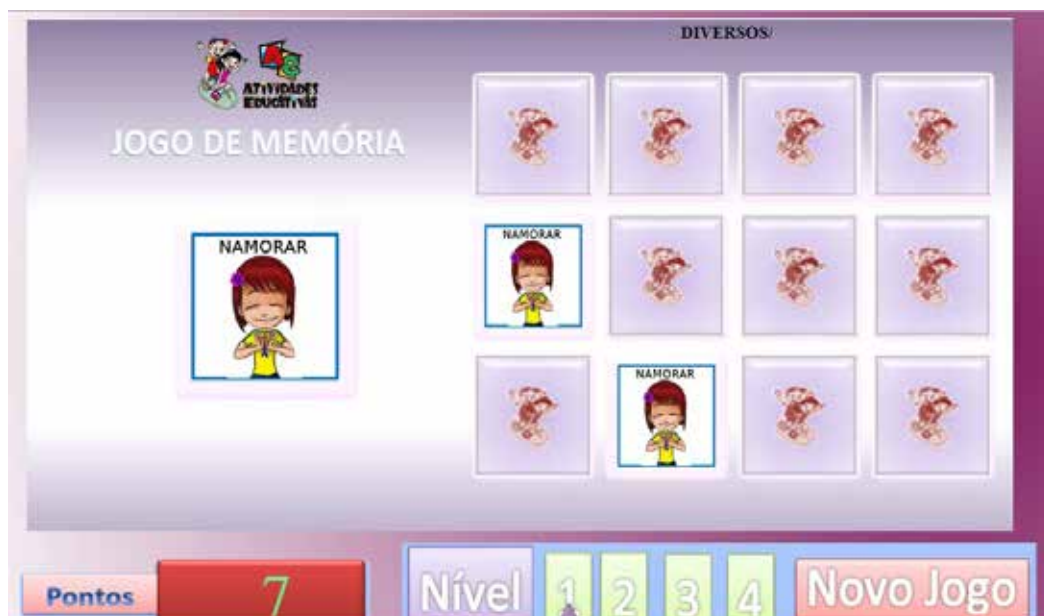 DIVERSOS/
ATIVIDADES
EDUCATIVAS
JOGO DE MEMÓRIA
NAMORAR
NAMORAR
NAMORAR
Pontos
7
Nível
1
2
3
4
Novo Jogo